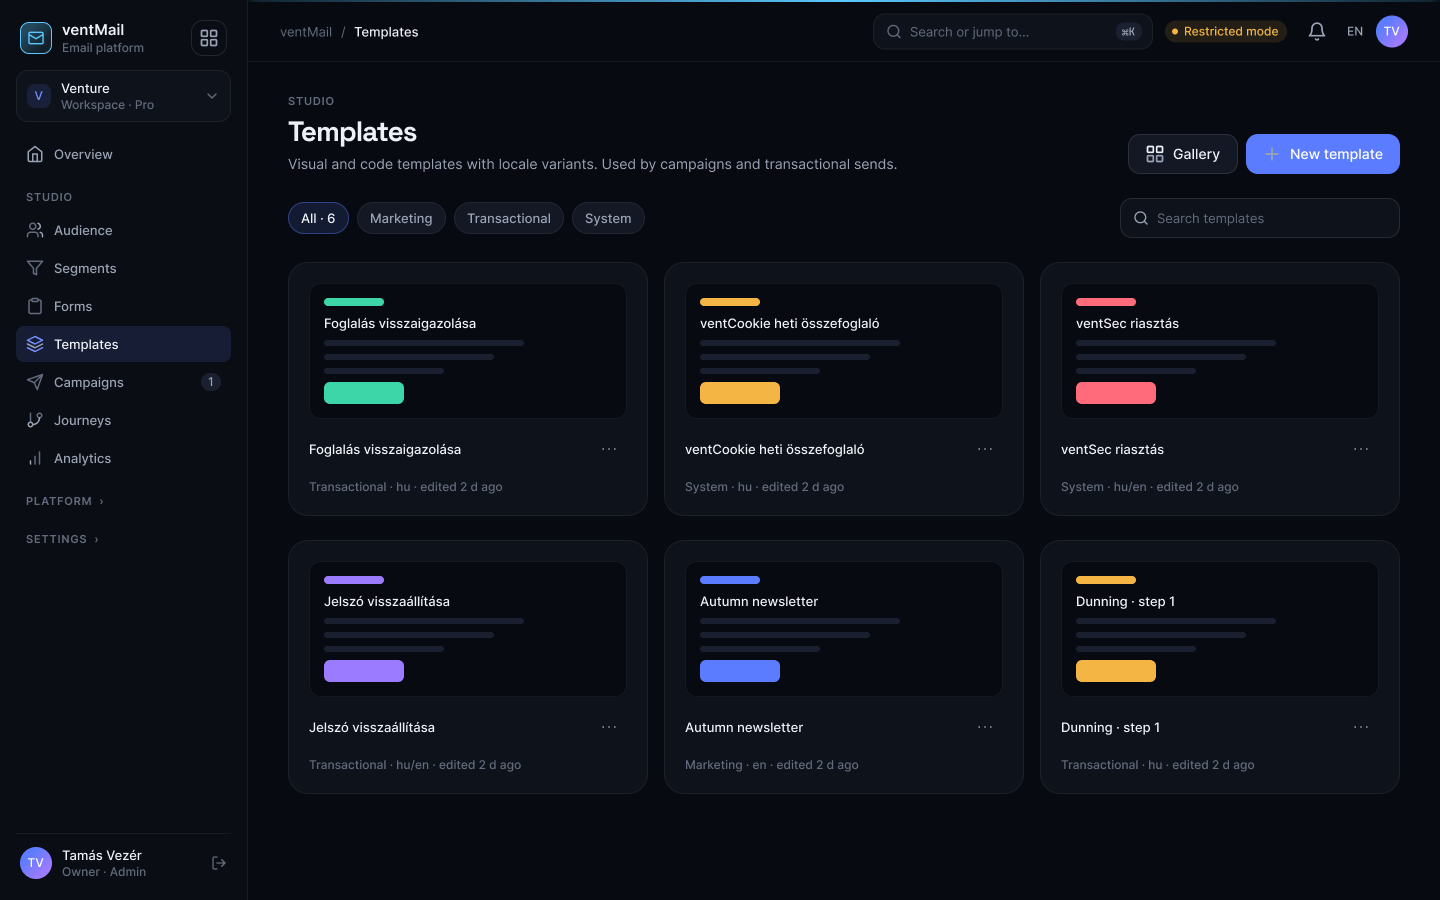 ventMail
Email platform
V
Venture
Workspace · Pro
Overview
STUDIO
Audience
Segments
Forms
Templates
Campaigns
1
Journeys
Analytics
PLATFORM ›
SETTINGS ›
TV
Tamás Vezér
Owner · Admin
ventMail / Templates
Search or jump to...
⌘K
Restricted mode
EN
TV
STUDIO
Templates
Visual and code templates with locale variants. Used by campaigns and transactional sends.
Gallery
New template
All · 6
Marketing
Transactional
System
Search templates
Foglalás visszaigazolása
Foglalás visszaigazolása
···
Transactional · hu · edited 2 d ago
ventCookie heti összefoglaló
ventCookie heti összefoglaló
···
System · hu · edited 2 d ago
ventSec riasztás
ventSec riasztás
···
System · hu/en · edited 2 d ago
Jelszó visszaállítása
Jelszó visszaállítása
···
Transactional · hu/en · edited 2 d ago
Autumn newsletter
Autumn newsletter
···
Marketing · en · edited 2 d ago
Dunning · step 1
Dunning · step 1
···
Transactional · hu · edited 2 d ago